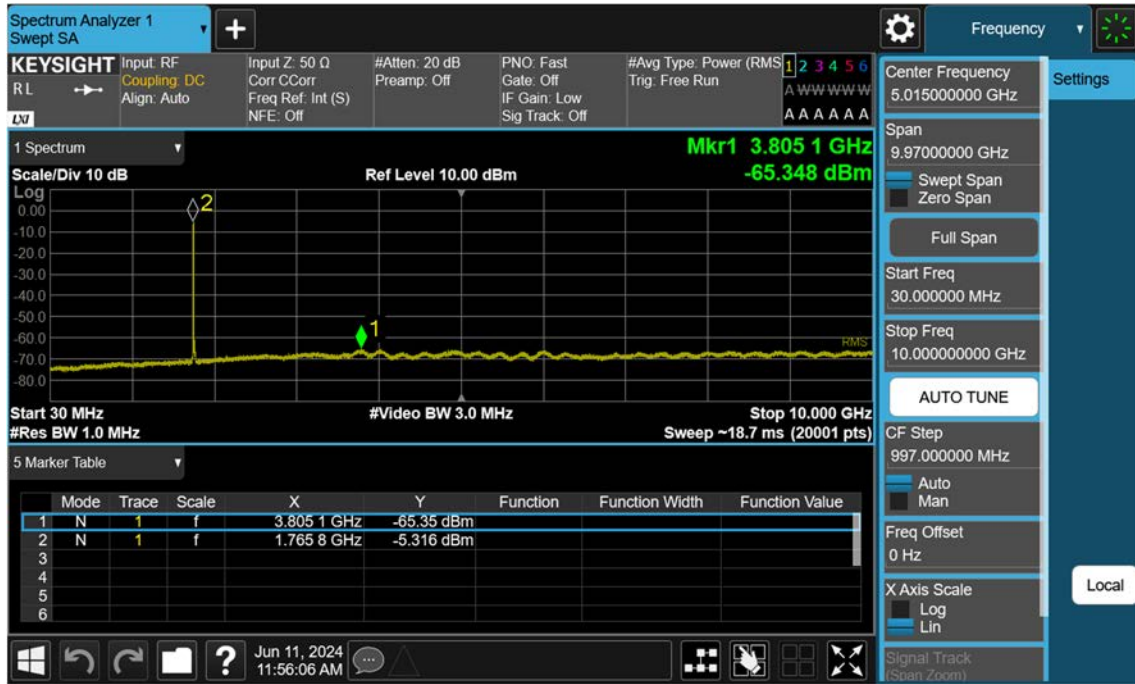 Spectrum Analyzer 1
Swept SA
+
Frequency
KEYSIGHT
RL
LXI
Input: RF
Coupling: DC
Align: Auto
Input Z: 50 Ω
Corr CCorr
Freq Ref: Int (S)
NFE: Off
#Atten: 20 dB
Preamp: Off
PNO: Fast
Gate: Off
IF Gain: Low
Sig Track: Off
#Avg Type: Power (RMS
Trig: Free Run
1 2 3 4 5 6
A W W W W W
A A A A A A
Center Frequency
5.015000000 GHz
Settings
Span
9.97000000 GHz
Swept Span
Zero Span
Full Span
Start Freq
30.000000 MHz
Stop Freq
10.000000000 GHz
AUTO TUNE
CF Step
997.000000 MHz
Auto
Man
Freq Offset
0 Hz
X Axis Scale
Log
Lin
Signal Track
(Span Zoom)
Local
1 Spectrum
Scale/Div 10 dB
Ref Level 10.00 dBm
Mkr1 3.805 1 GHz
-65.348 dBm
Log
0.00
-10.0
-20.0
-30.0
-40.0
-50.0
-60.0
-70.0
-80.0
2
1
RMS
Start 30 MHz
#Video BW 3.0 MHz
Stop 10.000 GHz
#Res BW 1.0 MHz
Sweep ~18.7 ms (20001 pts)
5 Marker Table
Mode Trace Scale X Y Function Function Width Function Value
1 N 1 f 3.805 1 GHz -65.35 dBm
2 N 1 f 1.765 8 GHz -5.316 dBm
3
4
5
6
?
Jun 11, 2024
11:56:06 AM